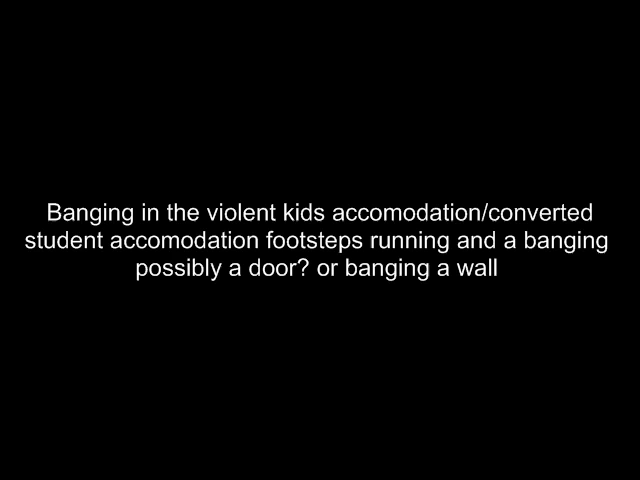 Banging in the violent kids accomodation/converted
student accomodation footsteps running and a banging
possibly a door? or banging a wall